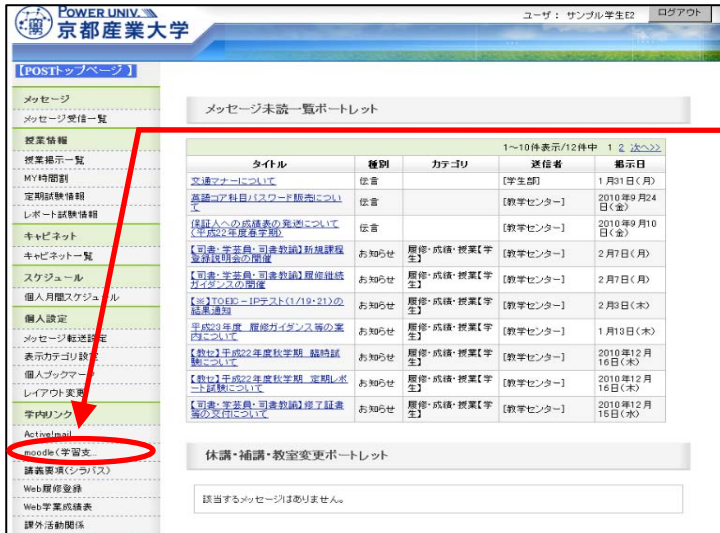 POWER UNIV.
京都産業大学
ユーザ： サンプル学生E2
ログアウト
【POSTトップページ】
メッセージ
メッセージ受信一覧
授業情報
授業掲示一覧
MY時間割
定期試験情報
レポート試験情報
キャビネット
キャビネット一覧
スケジュール
個人月間スケジュール
個人設定
メッセージ転送設定
表示カテゴリ設定
個人ブックマーク
レイアウト変更
学内リンク
Active!mail
moodle(学習支...
講義要項(シラバス)
Web履修登録
Web学業成績表
課外活動関係
メッセージ未読一覧ポートレット
1～10件表示/12件中 1 2 次へ>>
タイトル 種別 カテゴリ 送信者 掲示日
交通マナーについて 伝言 [学生部] 1月31日(月)
英語コア科目パスワード販売につい
て 伝言 [教学センター] 2010年9月24
日(金)
保証人への成績表の発送について
(平成22年度春学期) 伝言 [教学センター] 2010年9月10
日(金)
【司書・学芸員・司書教諭】新規課程
登録説明会の開催 お知らせ 履修・成績・授業【学
生】 [教学センター] 2月7日(月)
【司書・学芸員・司書教諭】履修継続
ガイダンスの開催 お知らせ 履修・成績・授業【学
生】 [教学センター] 2月7日(月)
【※】TOEIC－IPテスト(1/19・21)の
結果通知 お知らせ 履修・成績・授業【学
生】 [教学センター] 2月3日(木)
平成23年度 履修ガイダンス等の案
内について お知らせ 履修・成績・授業【学
生】 [教学センター] 1月13日(木)
【教セ】平成22年度秋学期 臨時試
験について お知らせ 履修・成績・授業【学
生】 [教学センター] 2010年12月
16日(木)
【教セ】平成22年度秋学期 定期レポ
ート試験について お知らせ 履修・成績・授業【学
生】 [教学センター] 2010年12月
16日(木)
【司書・学芸員・司書教諭】修了証書
等の交付について お知らせ 履修・成績・授業【学
生】 [教学センター] 2010年12月
15日(水)
休講・補講・教室変更ポートレット
該当するメッセージはありません。